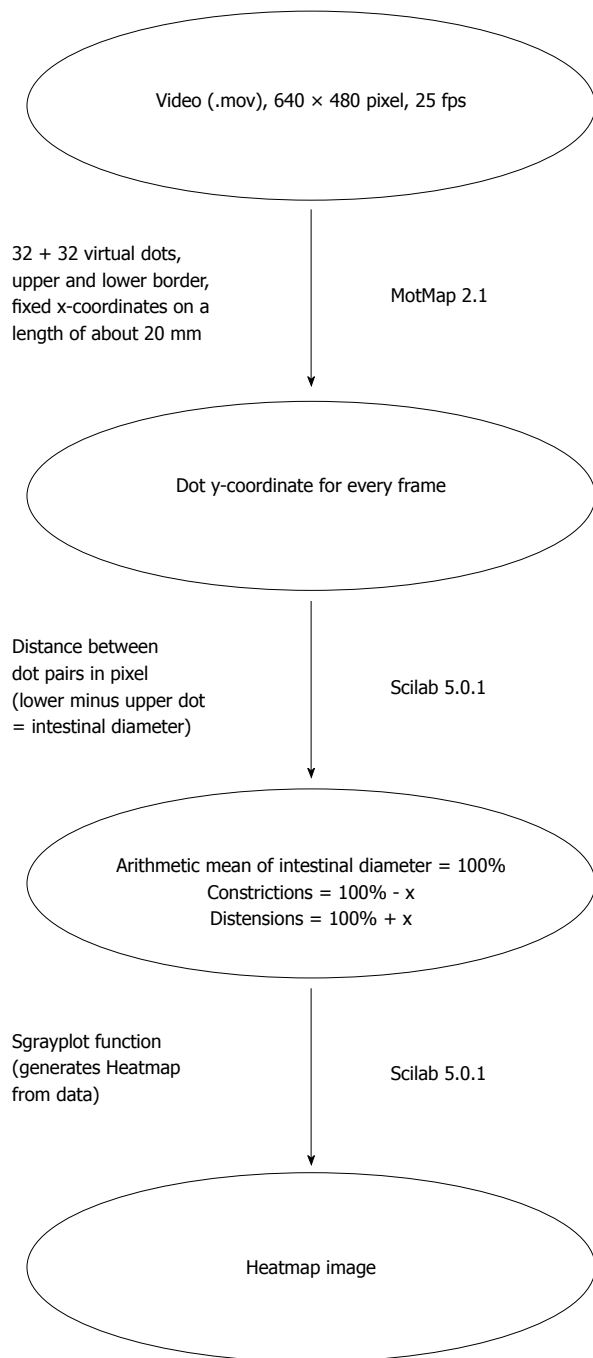 Video (.mov), 640 × 480 pixel, 25 fps
32 + 32 virtual dots,
upper and lower border,
fixed x-coordinates on a
length of about 20 mm
MotMap 2.1
Dot y-coordinate for every frame
Distance between
dot pairs in pixel
(lower minus upper dot
= intestinal diameter)
Scilab 5.0.1
Arithmetic mean of intestinal diameter = 100%
Constrictions = 100% - x
Distensions = 100% + x
Sgrayplot function
(generates Heatmap
from data)
Scilab 5.0.1
Heatmap image